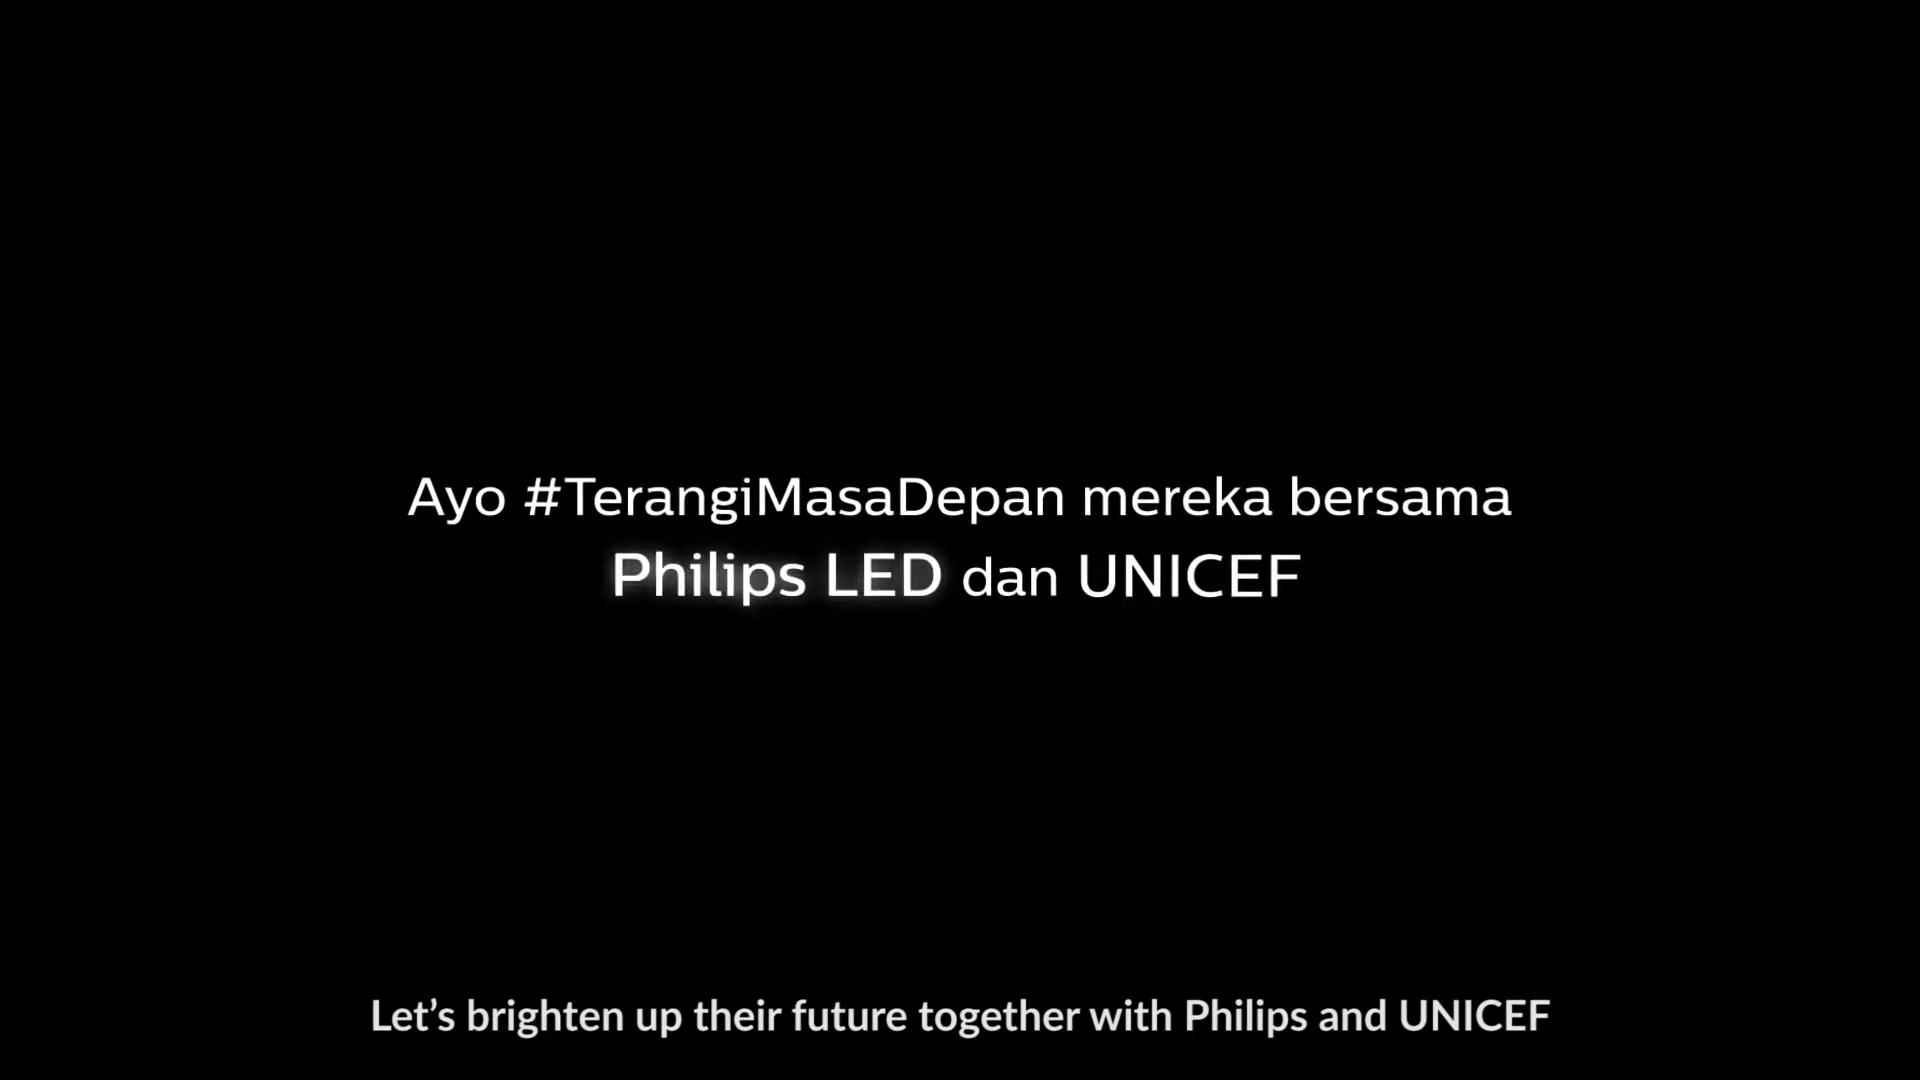 Ayo #TerangiMasaDepan mereka bersama
Philips LED dan UNICEF
Let’s brighten up their future together with Philips and UNICEF